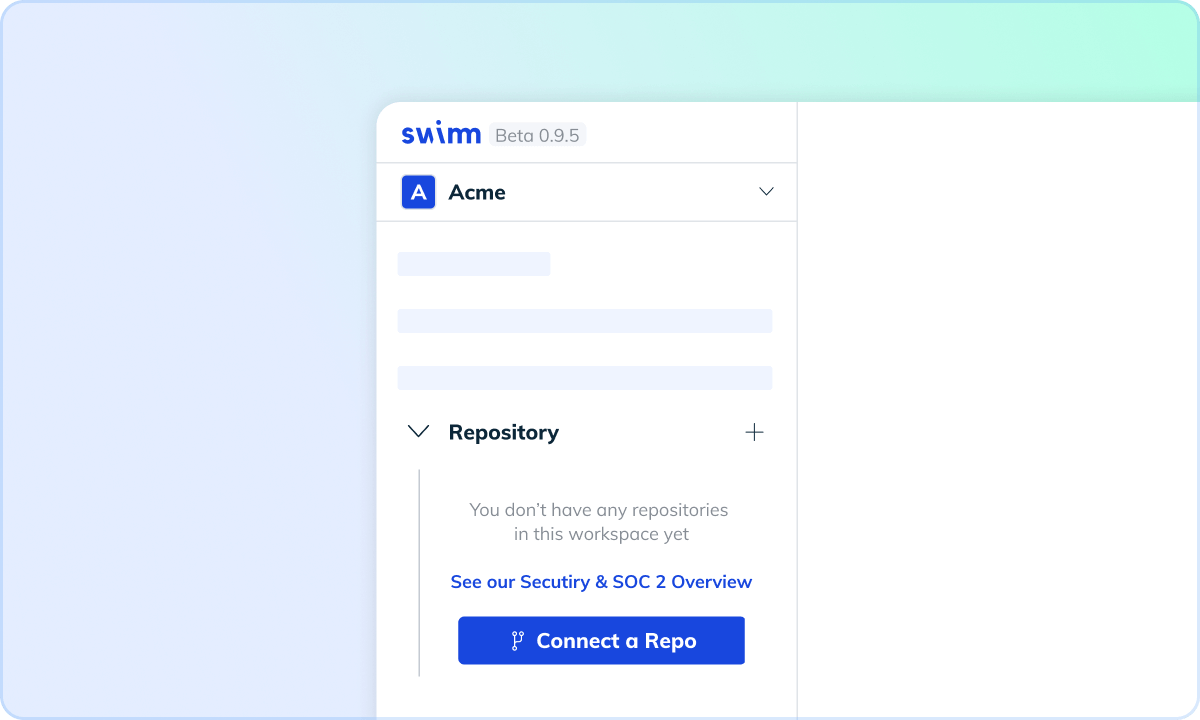 swimm Beta 0.9.5
A Acme
Repository
You don’t have any repositories
in this workspace yet
See our Secutiry & SOC 2 Overview
Connect a Repo